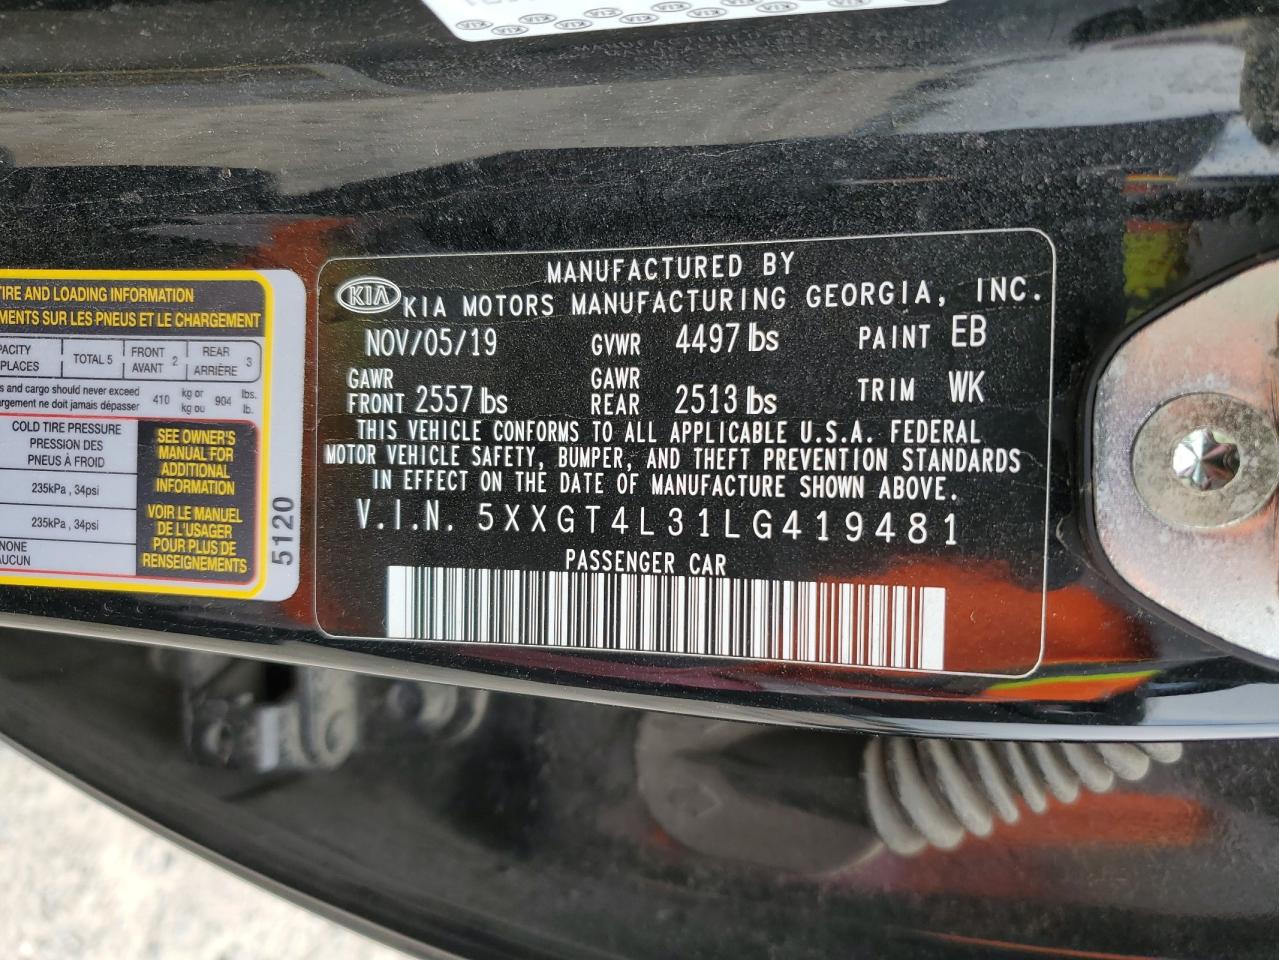 KIA KIA KIA KIA KIA KIA
TIRE AND LOADING INFORMATION
SUR LES PNEUS ET LE CHARGEMENT
TOTAL 5
FRONT
AVANT 2
REAR
ARRIÈRE 3
PLACES
and cargo should never exceed 410 kg or 904 lbs.
ne doit jamais dépasser kg ou lb.
COLD TIRE PRESSURE
PRESSION DES
PNEUS À FROID
235kPa , 34psi
235kPa , 34psi
NONE
SEE OWNER'S
MANUAL FOR
ADDITIONAL
INFORMATION
VOIR LE MANUEL
DE L'USAGER
POUR PLUS DE
RENSEIGNEMENTS
5120
MANUFACTURED BY
KIA KIA MOTORS MANUFACTURING GEORGIA, INC.
NOV/05/19 GVWR 4497 lbs PAINT EB
GAWR FRONT 2557 lbs GAWR REAR 2513 lbs TRIM WK
THIS VEHICLE CONFORMS TO ALL APPLICABLE U.S.A. FEDERAL
MOTOR VEHICLE SAFETY, BUMPER, AND THEFT PREVENTION STANDARDS
IN EFFECT ON THE DATE OF MANUFACTURE SHOWN ABOVE.
V.I.N. 5XXGT4L31LG419481
PASSENGER CAR